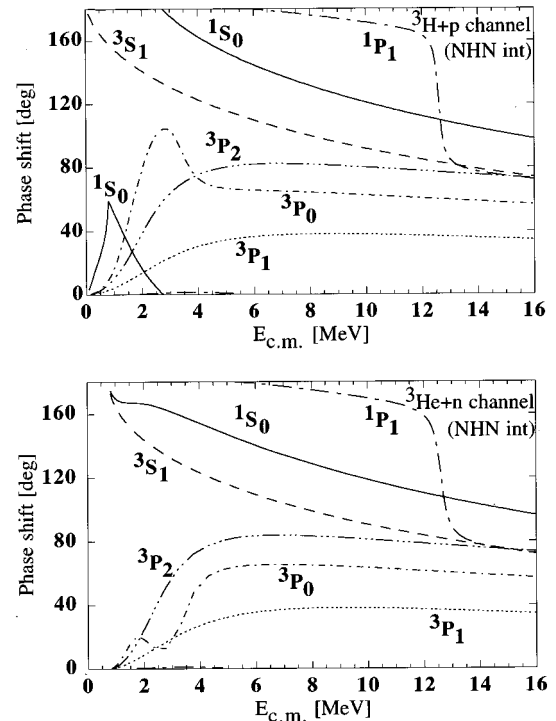 ³H+p channel
(NHN int)
160
120
80
40
0
Phase shift [deg]
³S₁
¹S₀
¹P₁
³P₂
¹S₀
³P₀
³P₁
0 2 4 6 8 10 12 14 16
E_c.m. [MeV]
³He+n channel
(NHN int)
160
120
80
40
0
Phase shift [deg]
¹S₀
¹P₁
³S₁
³P₂
³P₀
³P₁
0 2 4 6 8 10 12 14 16
E_c.m. [MeV]